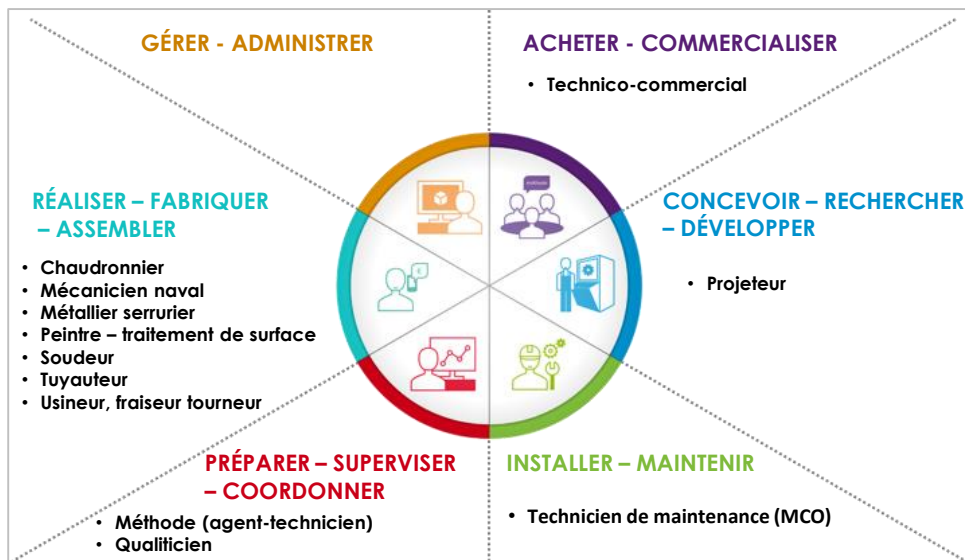 GÉRER - ADMINISTRER
ACHETER - COMMERCIALISER
• Technico-commercial
RÉALISER – FABRIQUER
– ASSEMBLER
• Chaudronnier
• Mécanicien naval
• Métallier serrurier
• Peintre – traitement de surface
• Soudeur
• Tuyauteur
• Usineur, fraiseur tourneur
CONCEVOIR – RECHERCHER
– DÉVELOPPER
• Projeteur
PRÉPARER – SUPERVISER
– COORDONNER
• Méthode (agent-technicien)
• Qualiticien
INSTALLER – MAINTENIR
• Technicien de maintenance (MCO)